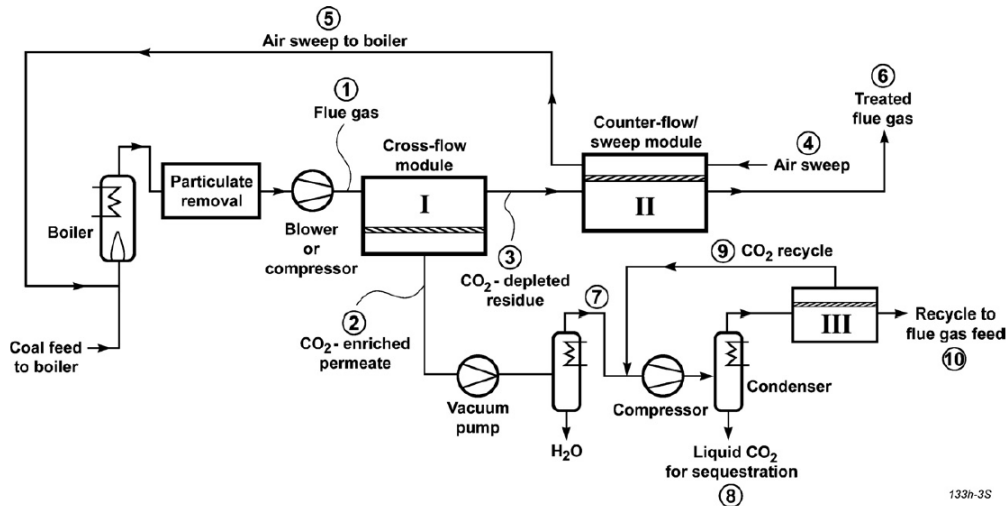 ⑤
Air sweep to boiler
⑥
Treated
flue gas
①
Flue gas
Cross-flow
module
Counter-flow/
sweep module
④
Air sweep
Particulate
removal
I
II
Boiler
Blower
or
compressor
③
CO₂- depleted
residue
⑨ CO₂ recycle
②
CO₂- enriched
permeate
⑦
III
Recycle to
flue gas feed
⑩
Coal feed
to boiler
Vacuum
pump
Compressor
Condenser
H₂O
Liquid CO₂
for sequestration
⑧
133h-3S